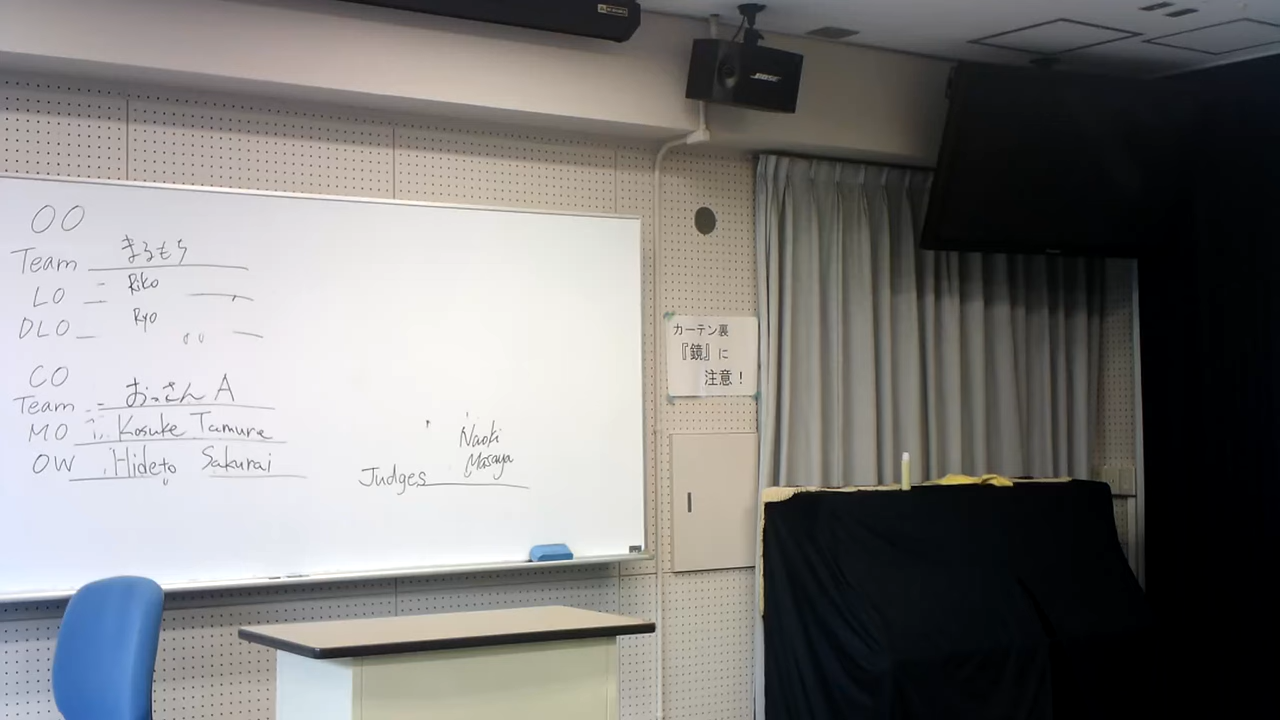 OO
Team まるもち
LO Riko
DLO Ryo
CO
Team おっさん A
MO Kosuke Tamura
OW Hideto Sakurai
Naoki
Masaya
Judges
カーテン裏
『鏡』に
注意！
BOSE